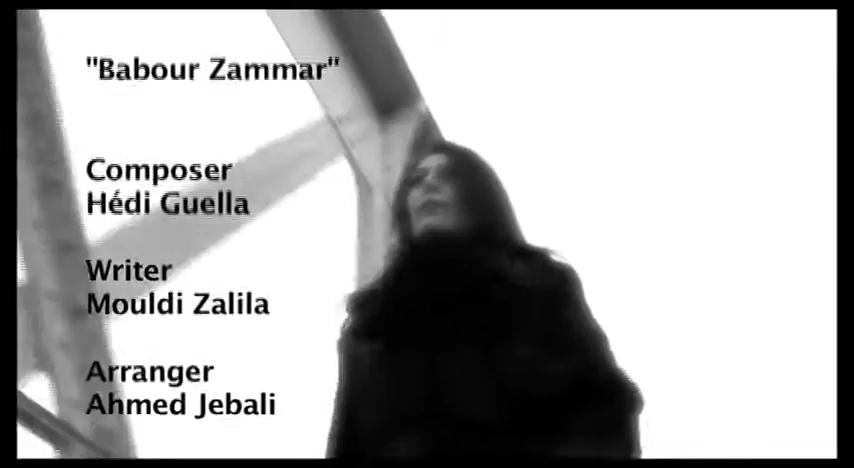 "Babour Zammar"
Composer
Hédi Guella
Writer
Mouldi Zalila
Arranger
Ahmed Jebali